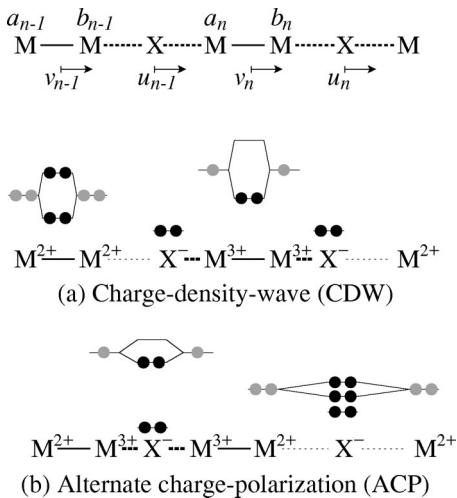 a_{n-1} b_{n-1} a_n b_n
M M X M M X M
v_{n-1} u_{n-1} v_n u_n
M²⁺ M²⁺ X⁻ M³⁺ M³⁺ X⁻ M²⁺
(a) Charge-density-wave (CDW)
M²⁺ M³⁺ X⁻ M³⁺ M²⁺ X⁻ M²⁺
(b) Alternate charge-polarization (ACP)